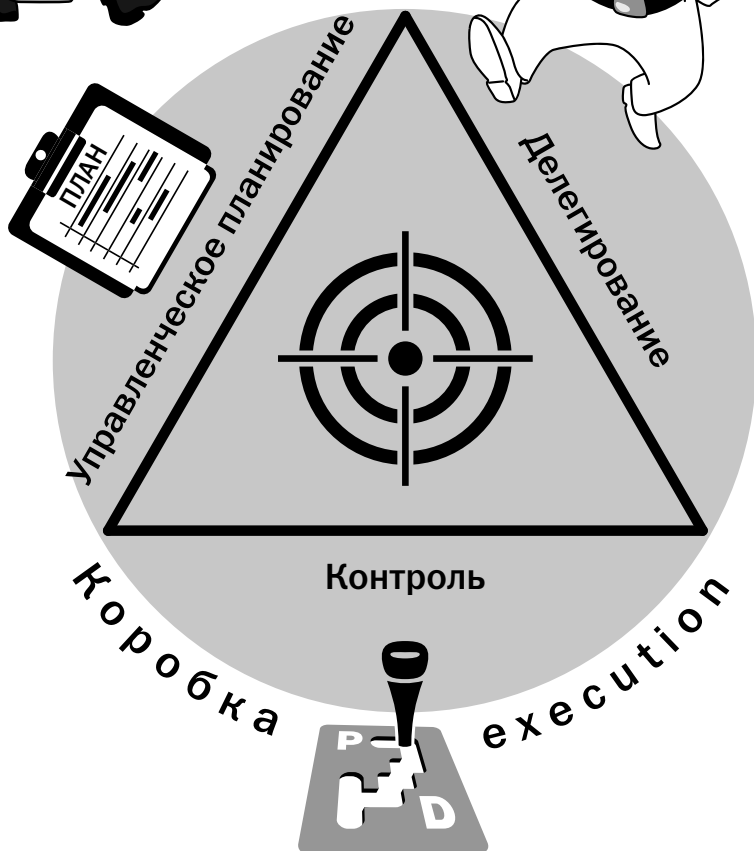 Управленческое планирование
Делегирование
ПЛАН
Контроль
Коробка execution
P
D